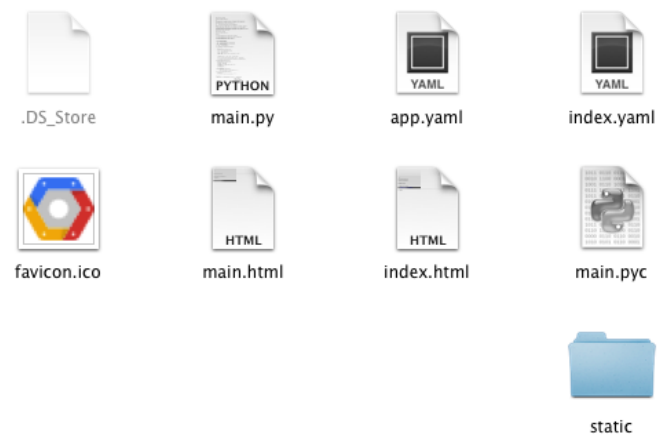 PYTHON
YAML
YAML
.DS_Store
main.py
app.yaml
index.yaml
HTML
HTML
favicon.ico
main.html
index.html
main.pyc
static